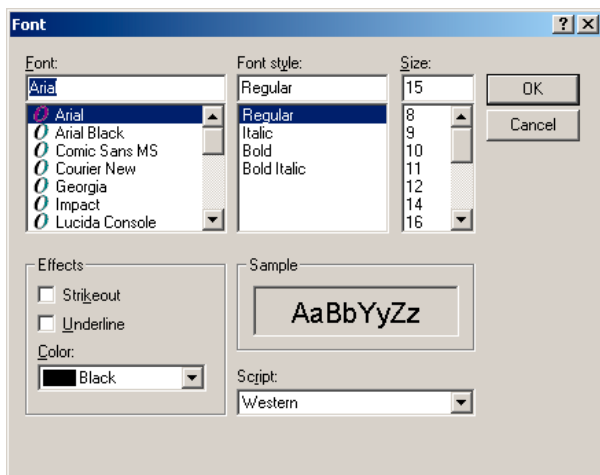 Font
Font:
Arial
Arial
Arial Black
Comic Sans MS
Courier New
Georgia
Impact
Lucida Console
Font style:
Regular
Regular
Italic
Bold
Bold Italic
Size:
15
8
9
10
11
12
14
16
OK
Cancel
Effects
Strikeout
Underline
Color:
Black
Sample
AaBbYyZz
Script:
Western